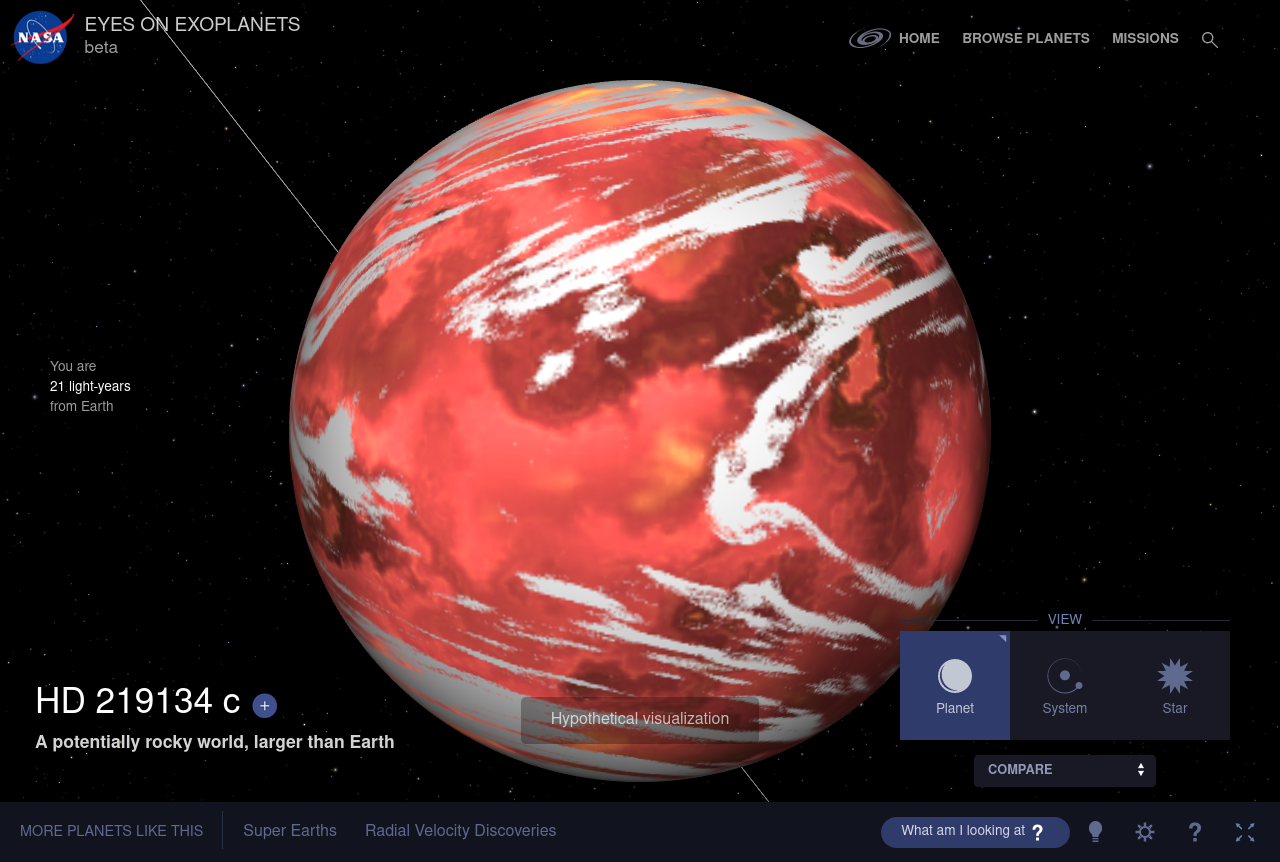 NASA
EYES ON EXOPLANETS
beta
HOME
BROWSE PLANETS
MISSIONS
You are
21 light-years
from Earth
VIEW
Planet
System
Star
HD 219134 c +
A potentially rocky world, larger than Earth
Hypothetical visualization
COMPARE
MORE PLANETS LIKE THIS
Super Earths
Radial Velocity Discoveries
What am I looking at ?
?